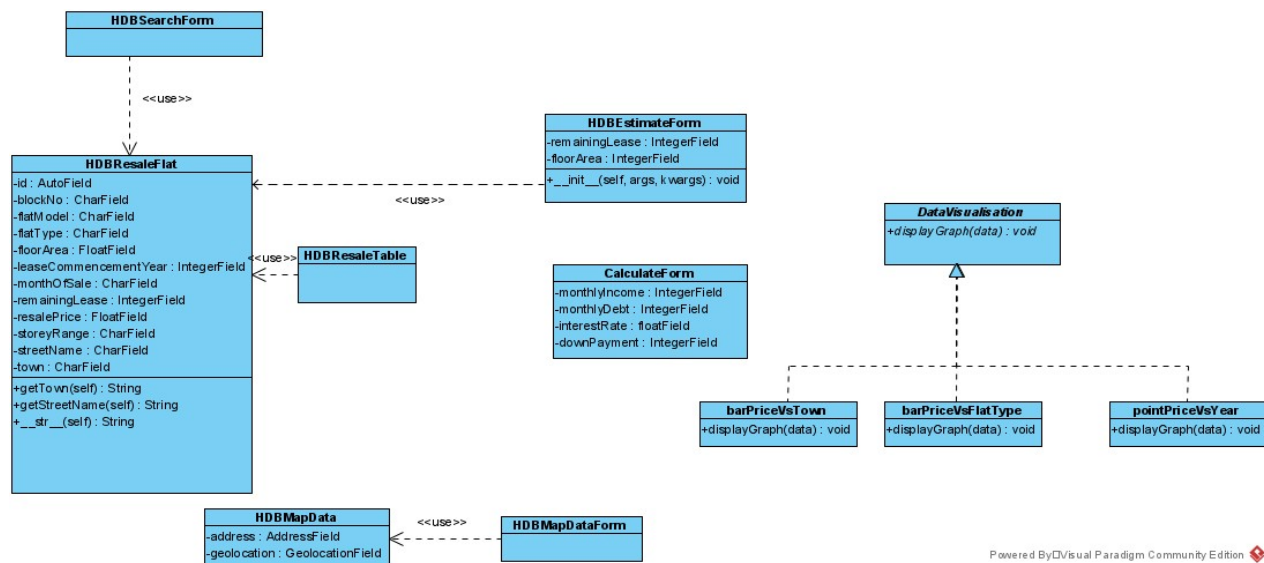 HDBSearchForm
<<use>>
HDBResaleFlat
-id : AutoField
-blockNo : CharField
-flatModel : CharField
-flatType : CharField
-floorArea : FloatField
-leaseCommencementYear : IntegerField
-monthOfSale : CharField
-remainingLease : IntegerField
-resalePrice : FloatField
-storeyRange : CharField
-streetName : CharField
-town : CharField
+getTown(self) : String
+getStreetName(self) : String
+__str__(self) : String
HDBEstimateForm
-remainingLease : IntegerField
-floorArea : IntegerField
+__init__(self, args, kwargs) : void
<<use>>
<<use>>
HDBResaleTable
CalculateForm
-monthlyIncome : IntegerField
-monthlyDebt : IntegerField
-interestRate : floatField
-downPayment : IntegerField
DataVisualisation
+displayGraph(data) : void
barPriceVsTown
+displayGraph(data) : void
barPriceVsFlatType
+displayGraph(data) : void
pointPriceVsYear
+displayGraph(data) : void
HDBMapData
-address : AddressField
-geolocation : GeolocationField
<<use>>
HDBMapDataForm
Powered By□Visual Paradigm Community Edition